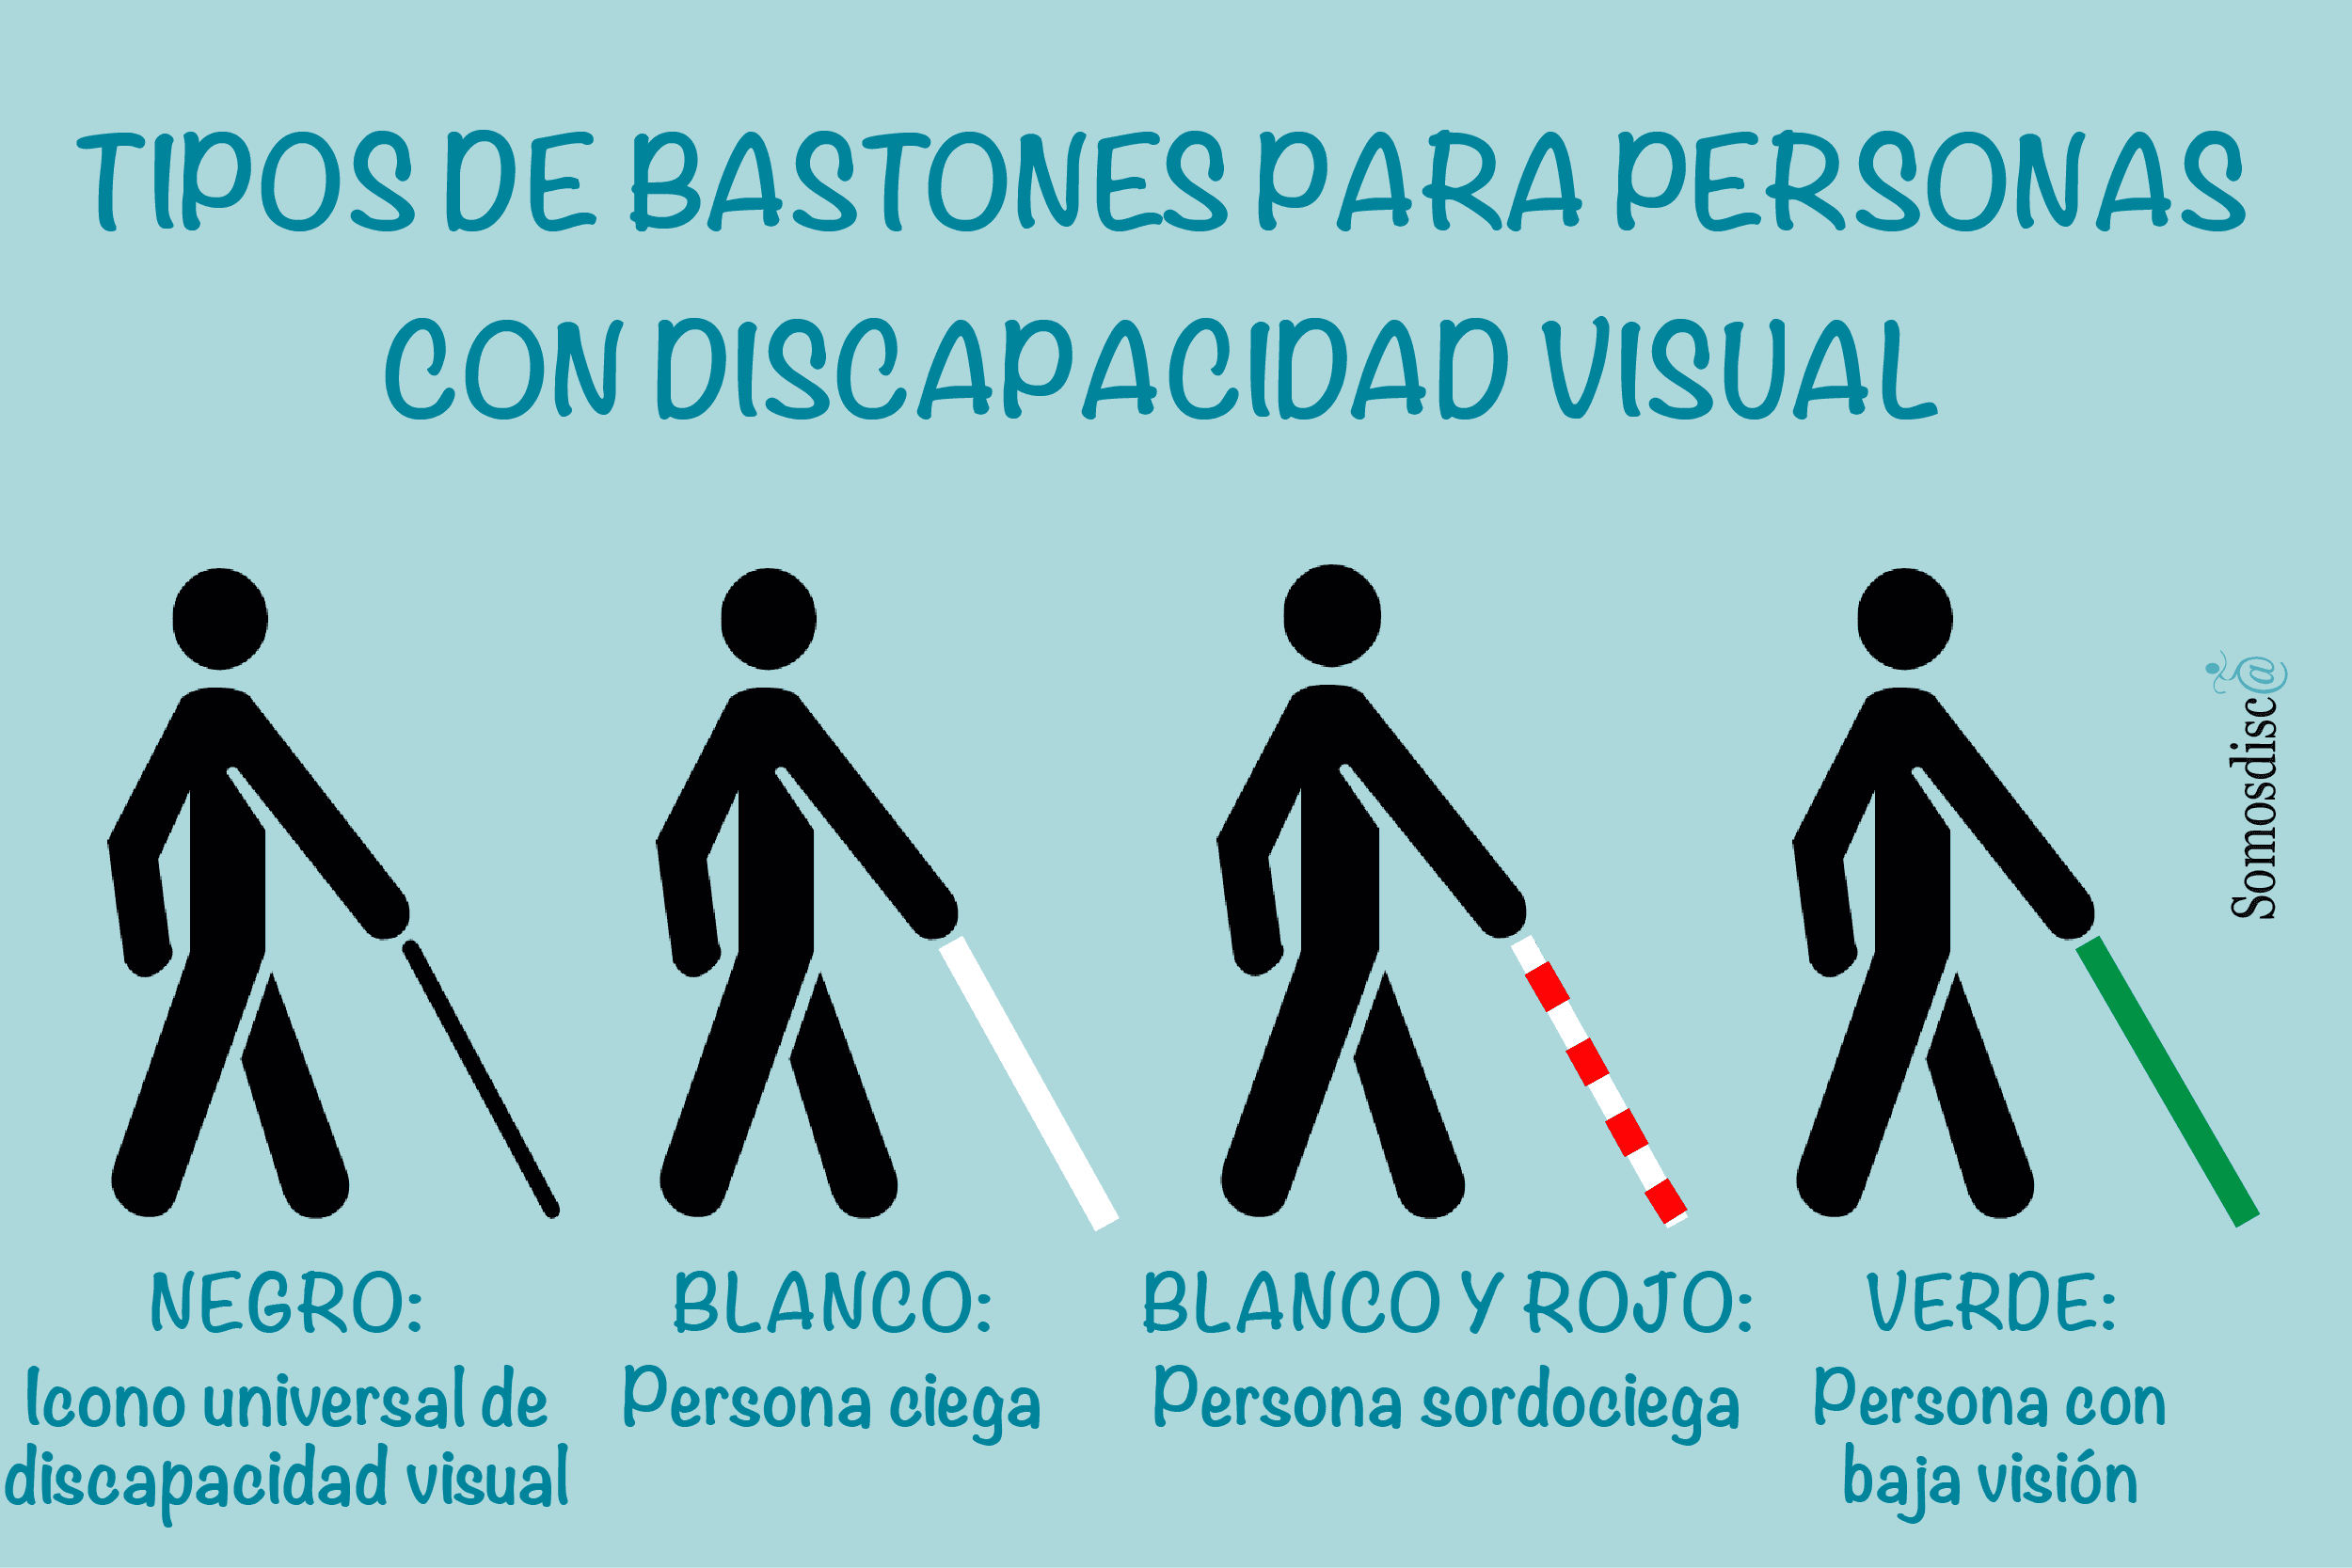 TIPOS DE BASTONES PARA PERSONAS
CON DISCAPACIDAD VISUAL
Somosdisc@
NEGRO:
Icono universal de
discapacidad visual
BLANCO:
Persona ciega
BLANCO Y ROJO:
Persona sordociega
VERDE:
Persona con
baja visión